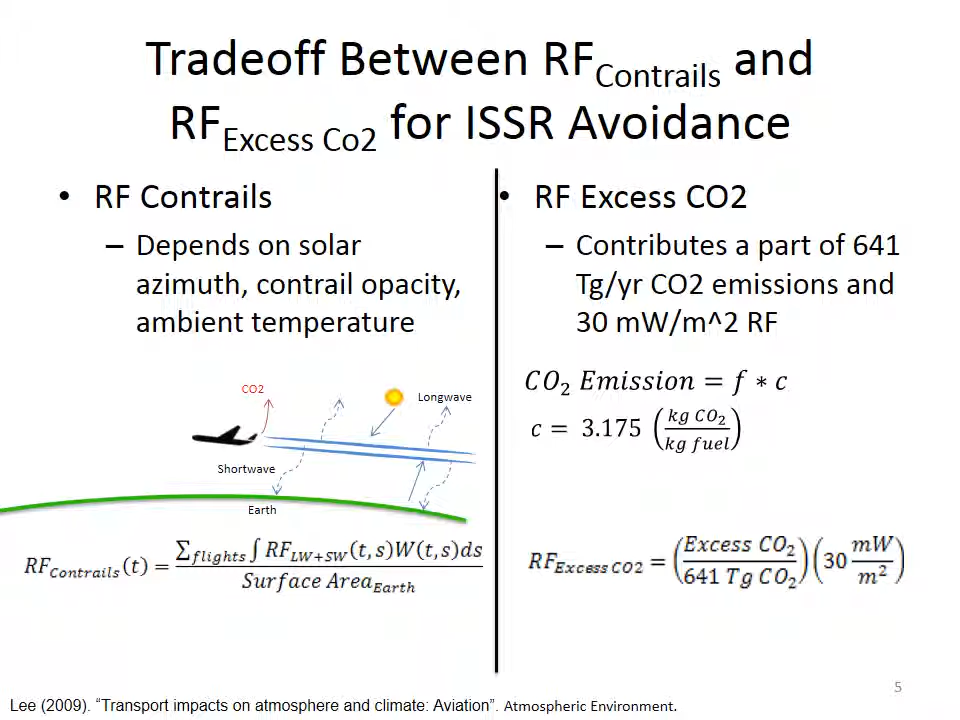 Tradeoff Between RF_Contrails and
RF_Excess Co2 for ISSR Avoidance
• RF Contrails
– Depends on solar
azimuth, contrail opacity,
ambient temperature
CO2
Longwave
Shortwave
Earth
RF_Contrails(t) = ∑_flights ∫ RF_LW+SW(t,s)W(t,s)ds / Surface Area_Earth
• RF Excess CO2
– Contributes a part of 641
Tg/yr CO2 emissions and
30 mW/m^2 RF
CO₂ Emission = f * c
c = 3.175 (kg CO₂ / kg fuel)
RF_Excess CO2 = (Excess CO₂ / 641 Tg CO₂)(30 mW/m²)
5
Lee (2009). “Transport impacts on atmosphere and climate: Aviation”. Atmospheric Environment.